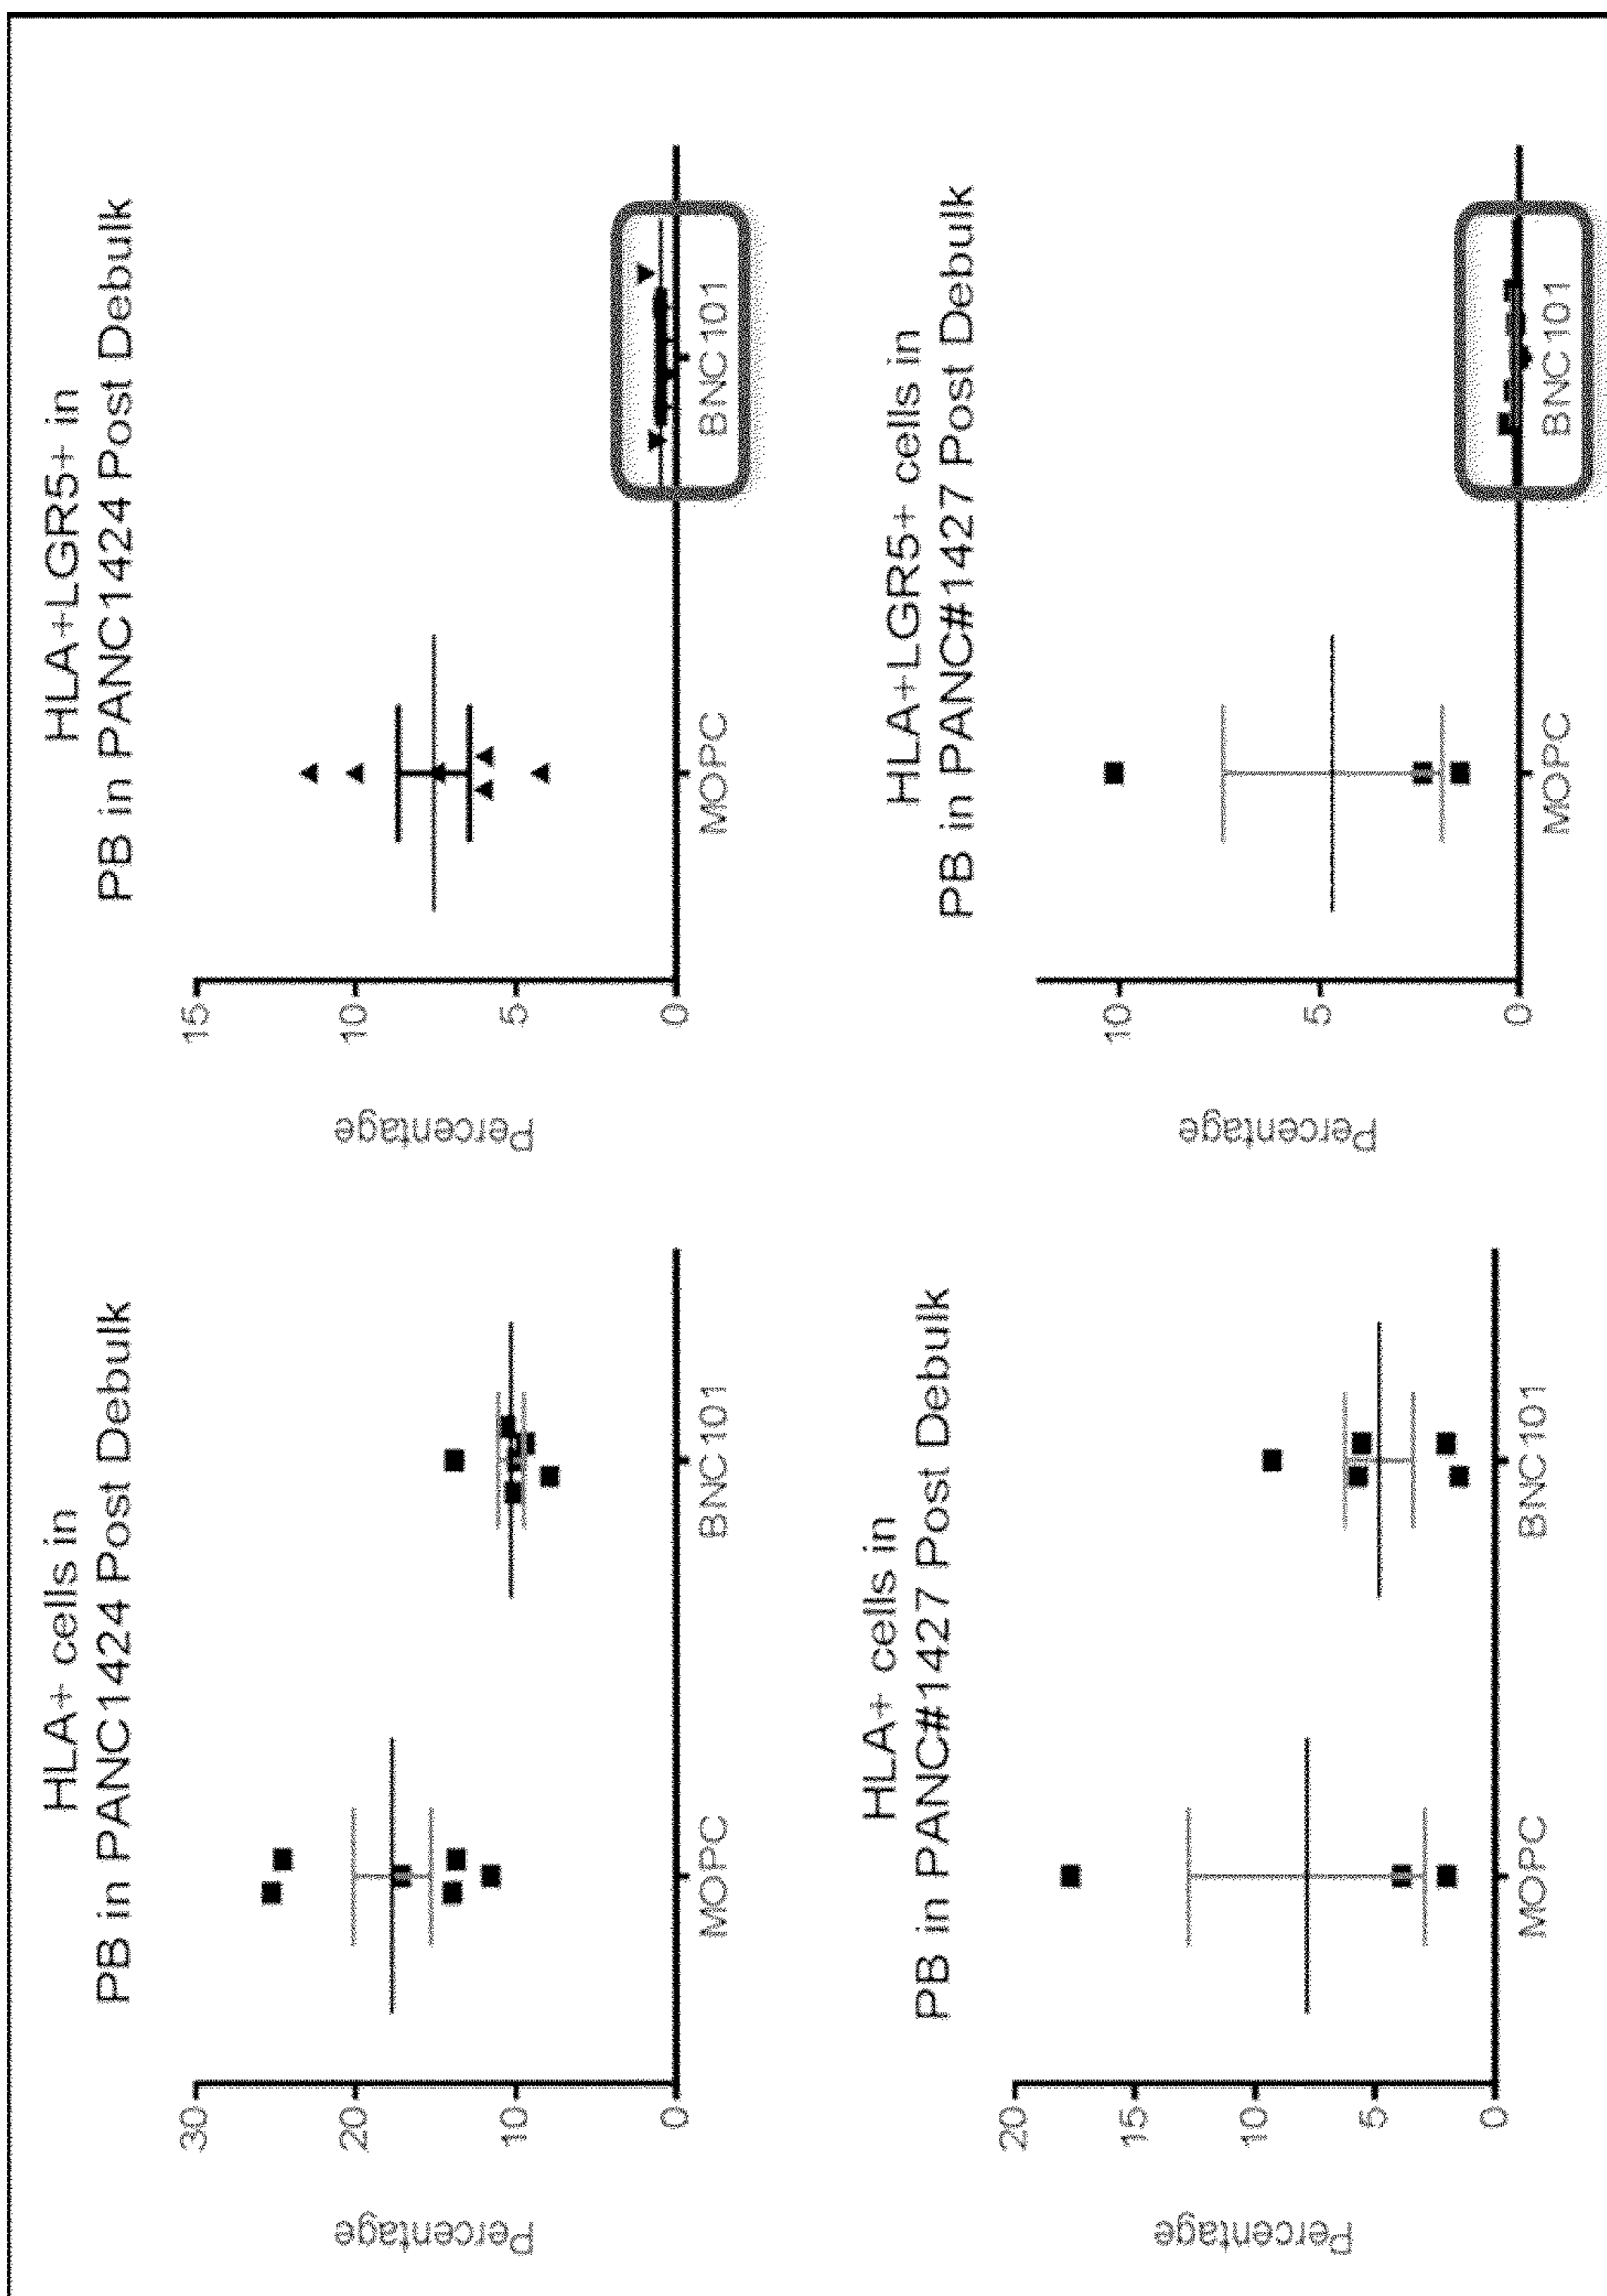 HLA+ cells in
PB in PANC1424 Post Debulk
Percentage
30
20
10
0
MOPC
BNC101
HLA+LGR5+ in
PB in PANC1424 Post Debulk
Percentage
15
10
5
0
MOPC
BNC101
HLA+ cells in
PB in PANC#1427 Post Debulk
Percentage
20
15
10
5
0
MOPC
BNC101
HLA+LGR5+ cells in
PB in PANC#1427 Post Debulk
Percentage
10
5
0
MOPC
BNC101